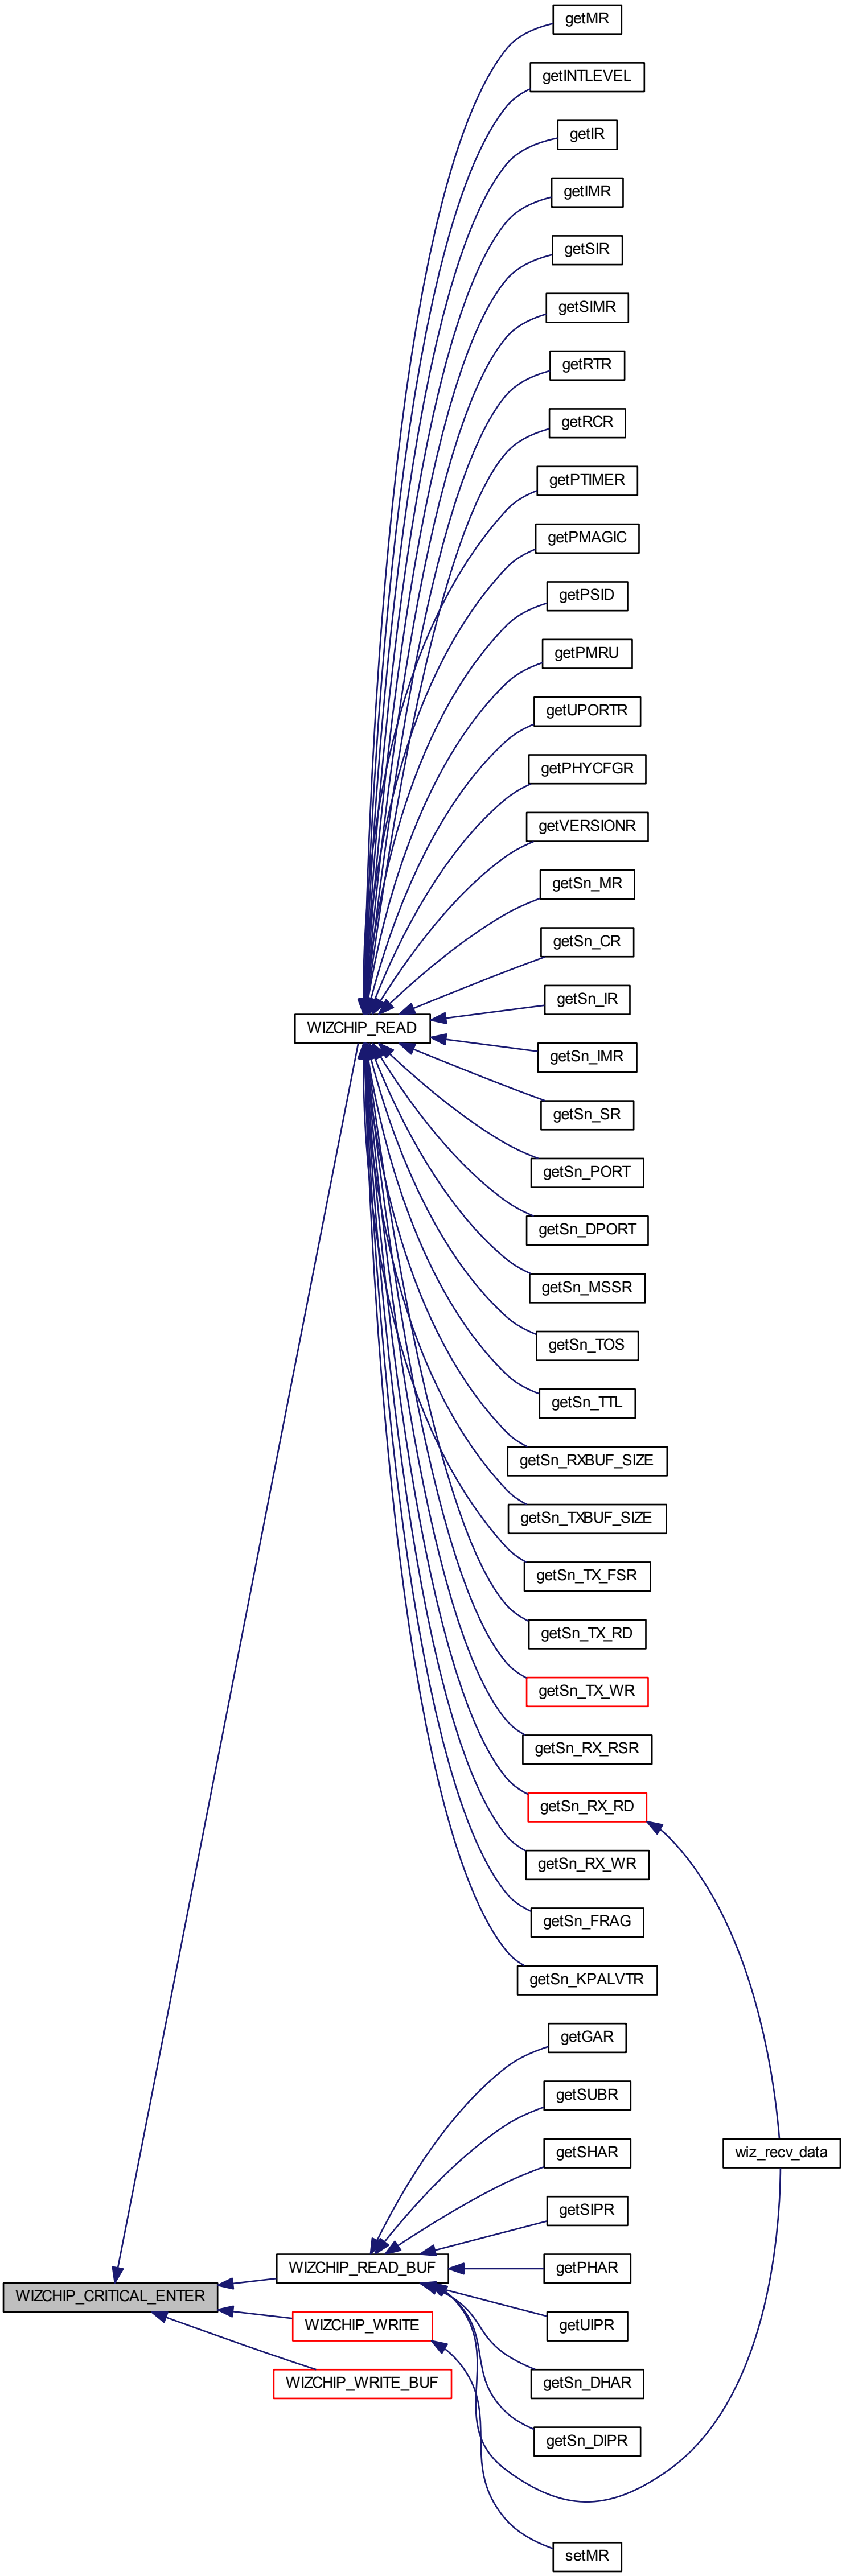 getMR
getINTLEVEL
getIR
getIMR
getSIR
getSIMR
getRTR
getRCR
getPTIMER
getPMAGIC
getPSID
getPMRU
getUPORTR
getPHYCFGR
getVERSIONR
getSn_MR
getSn_CR
getSn_IR
WIZCHIP_READ
getSn_IMR
getSn_SR
getSn_PORT
getSn_DPORT
getSn_MSSR
getSn_TOS
getSn_TTL
getSn_RXBUF_SIZE
getSn_TXBUF_SIZE
getSn_TX_FSR
getSn_TX_RD
getSn_TX_WR
getSn_RX_RSR
getSn_RX_RD
getSn_RX_WR
getSn_FRAG
getSn_KPALVTR
getGAR
getSUBR
getSHAR
wiz_recv_data
getSIPR
WIZCHIP_READ_BUF
getPHAR
WIZCHIP_CRITICAL_ENTER
WIZCHIP_WRITE
getUIPR
WIZCHIP_WRITE_BUF
getSn_DHAR
getSn_DIPR
setMR